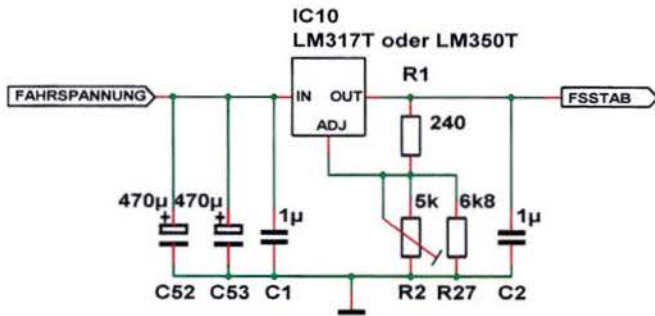 IC10
LM317T oder LM350T
R1
FAHRSPANNUNG
IN
OUT
FSSTAB
ADJ
240
470µ
470µ
1µ
5k
6k8
1µ
+
+
C52
C53
C1
R2
R27
C2